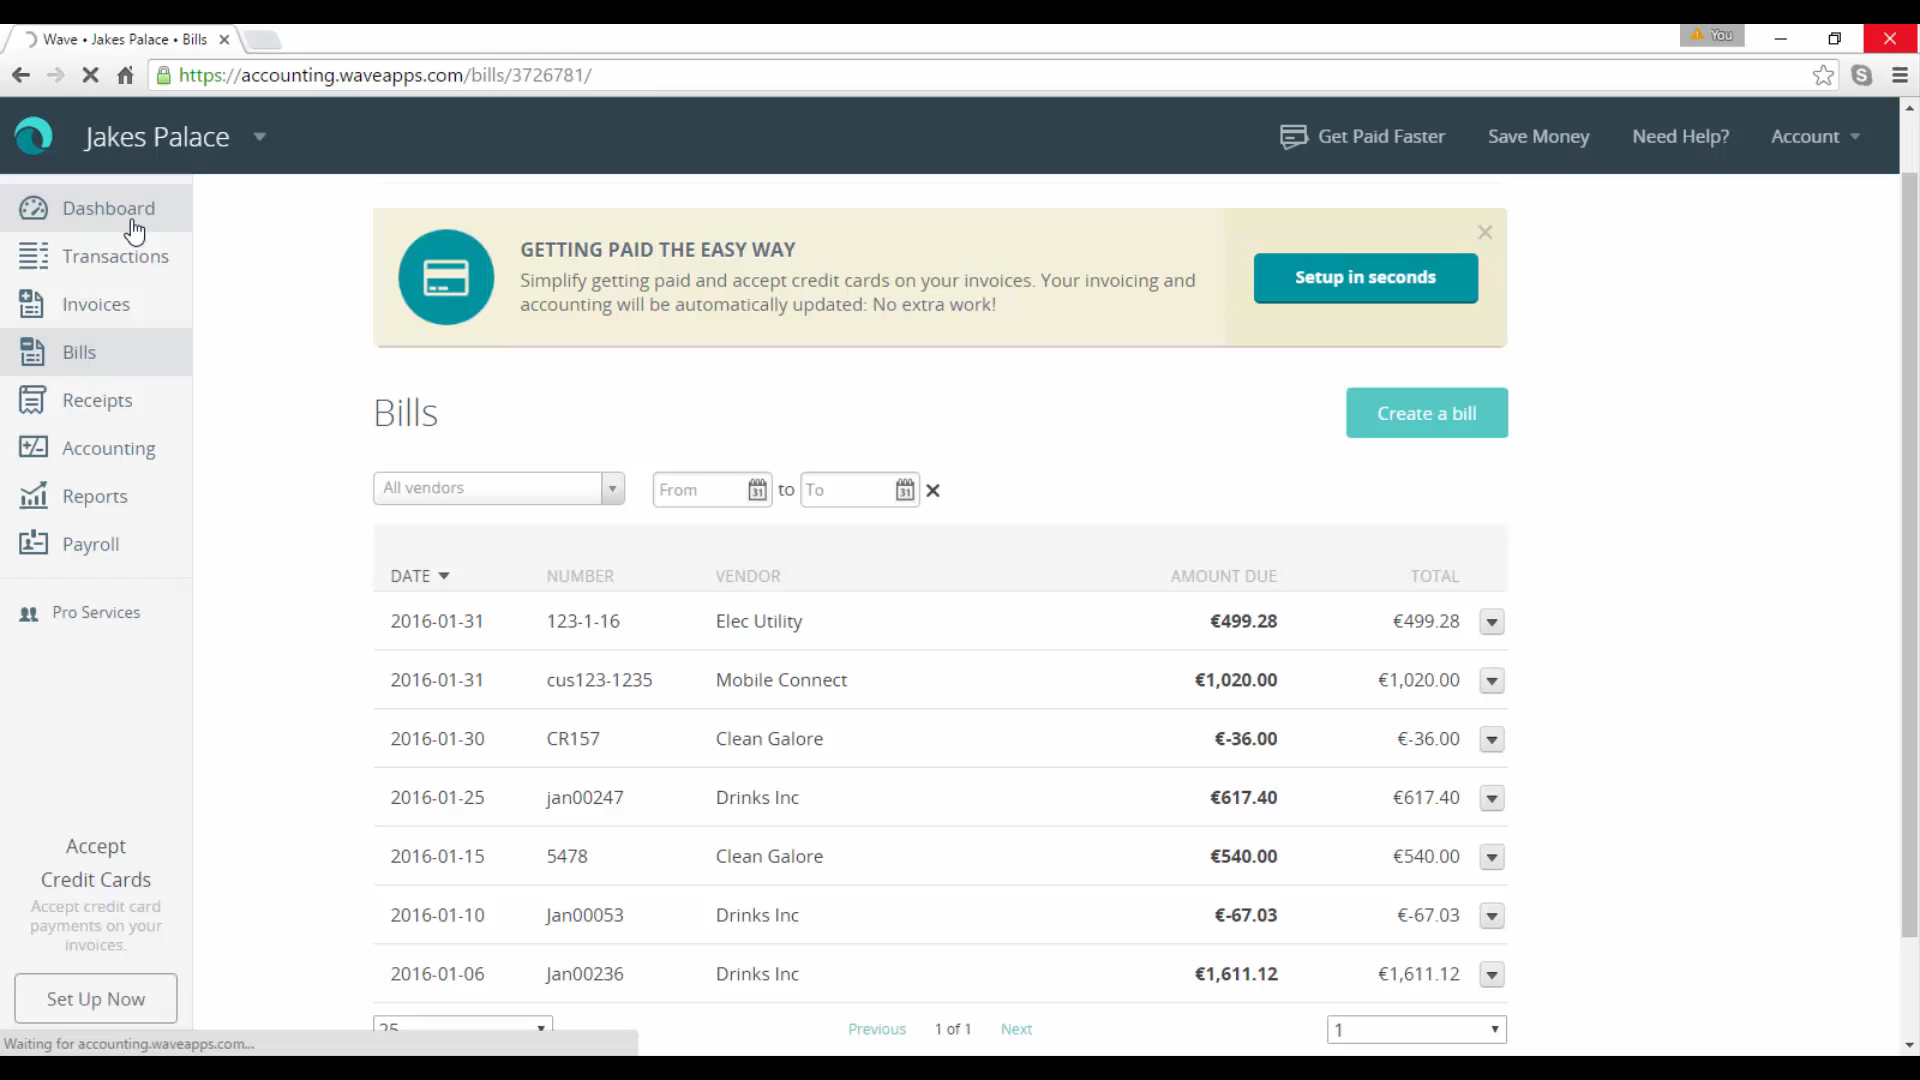 Wave • Jakes Palace • Bills
You
https://accounting.waveapps.com/bills/3726781/
Jakes Palace
Get Paid Faster
Save Money
Need Help?
Account
Dashboard
Transactions
Invoices
Bills
Receipts
Accounting
Reports
Payroll
Pro Services
Accept
Credit Cards
Accept credit card
payments on your
invoices.
Set Up Now
GETTING PAID THE EASY WAY
Simplify getting paid and accept credit cards on your invoices. Your invoicing and
accounting will be automatically updated: No extra work!
Setup in seconds
Bills
Create a bill
All vendors
From 31 to To 31
DATE NUMBER VENDOR AMOUNT DUE TOTAL
2016-01-31 123-1-16 Elec Utility €499.28 €499.28
2016-01-31 cus123-1235 Mobile Connect €1,020.00 €1,020.00
2016-01-30 CR157 Clean Galore €-36.00 €-36.00
2016-01-25 jan00247 Drinks Inc €617.40 €617.40
2016-01-15 5478 Clean Galore €540.00 €540.00
2016-01-10 Jan00053 Drinks Inc €-67.03 €-67.03
2016-01-06 Jan00236 Drinks Inc €1,611.12 €1,611.12
25 Previous 1 of 1 Next 1
Waiting for accounting.waveapps.com...